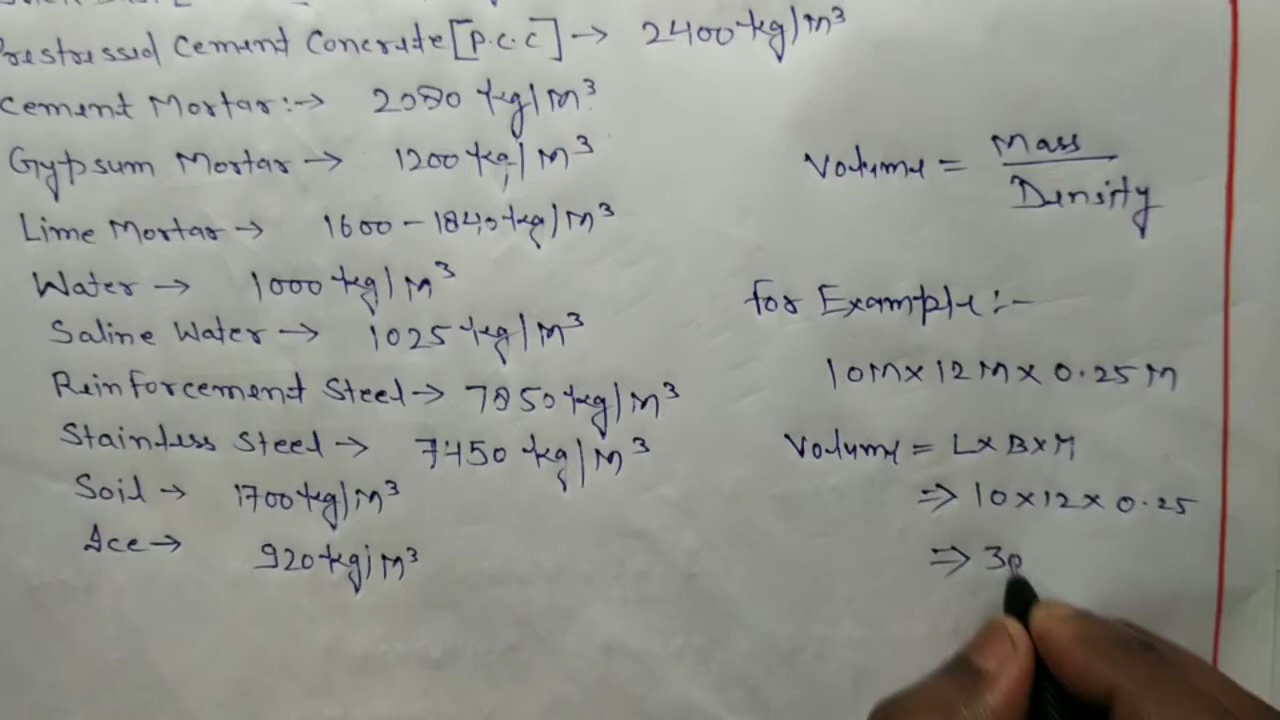 Prestressed Cement Concrete [P.C.C] → 2400 kg/m³
Cement Mortar :→ 2080 kg/m³
Gypsum Mortar → 1200 kg/m³
Lime Mortar → 1600 - 1840 kg/m³
Water → 1000 kg/m³
Saline Water → 1025 kg/m³
Reinforcement Steel → 7850 kg/m³
Stainless Steel → 7450 kg/m³
Soil → 1700 kg/m³
Ice → 920 kg/m³
Volume = Mass / Density
For Example :-
10M × 12M × 0.25M
Volume = L × B × H
⇒ 10 × 12 × 0.25
⇒ 30